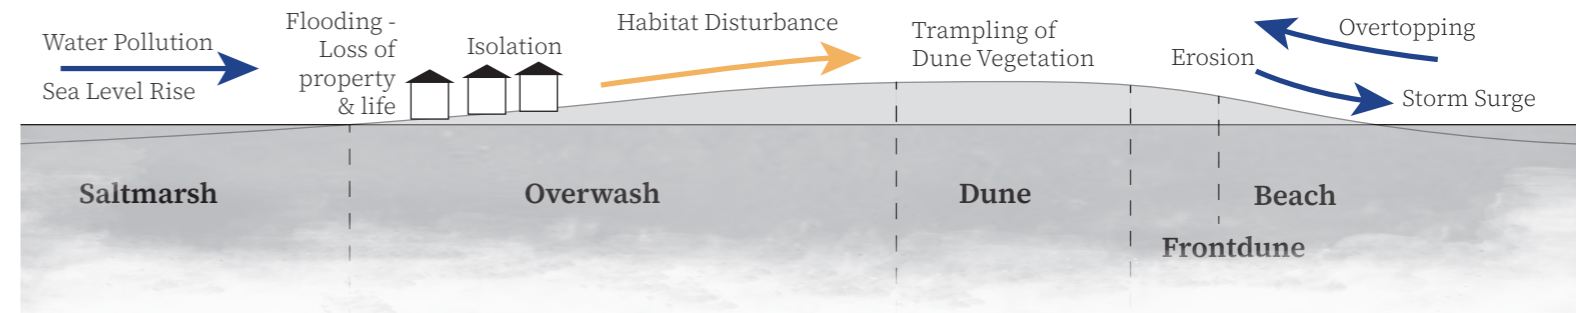 Water Pollution
Sea Level Rise
Flooding -
Loss of
property
& life
Isolation
Habitat Disturbance
Trampling of
Dune Vegetation
Erosion
Overtopping
Storm Surge
Saltmarsh
Overwash
Dune
Frontdune
Beach